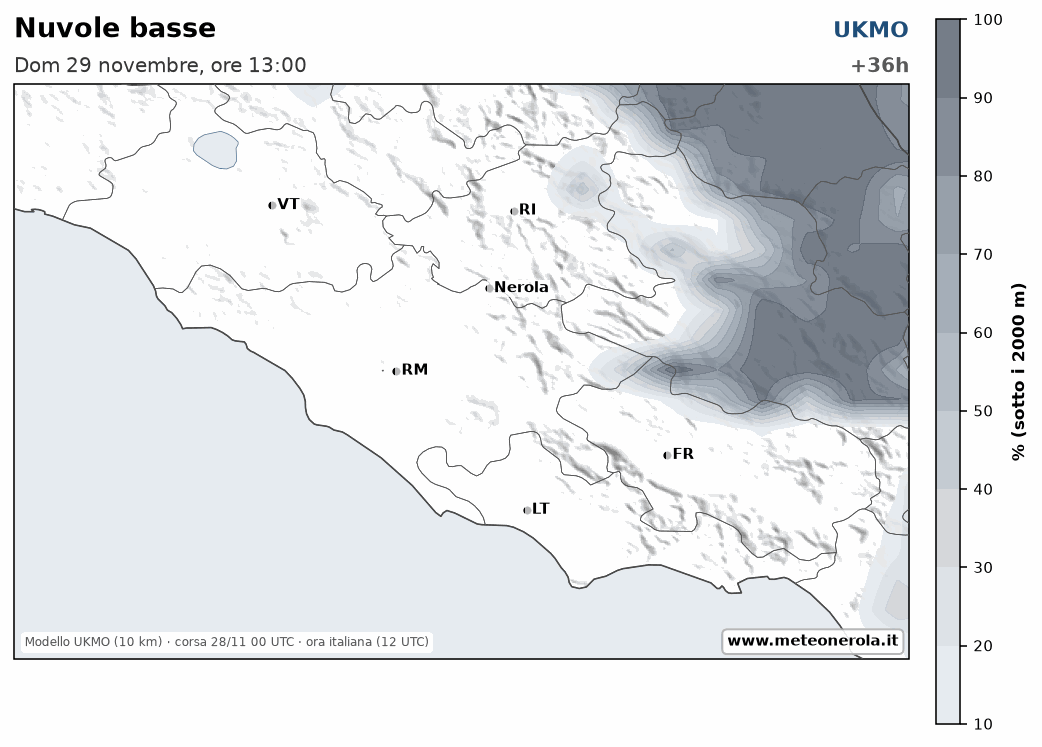 Nuvole basse
UKMO
Dom 29 novembre, ore 13:00
+36h
VT
RI
Nerola
RM
FR
LT
Modello UKMO (10 km) · corsa 28/11 00 UTC · ora italiana (12 UTC)
www.meteonerola.it
100
90
80
70
60
50
40
30
20
10
% (sotto i 2000 m)